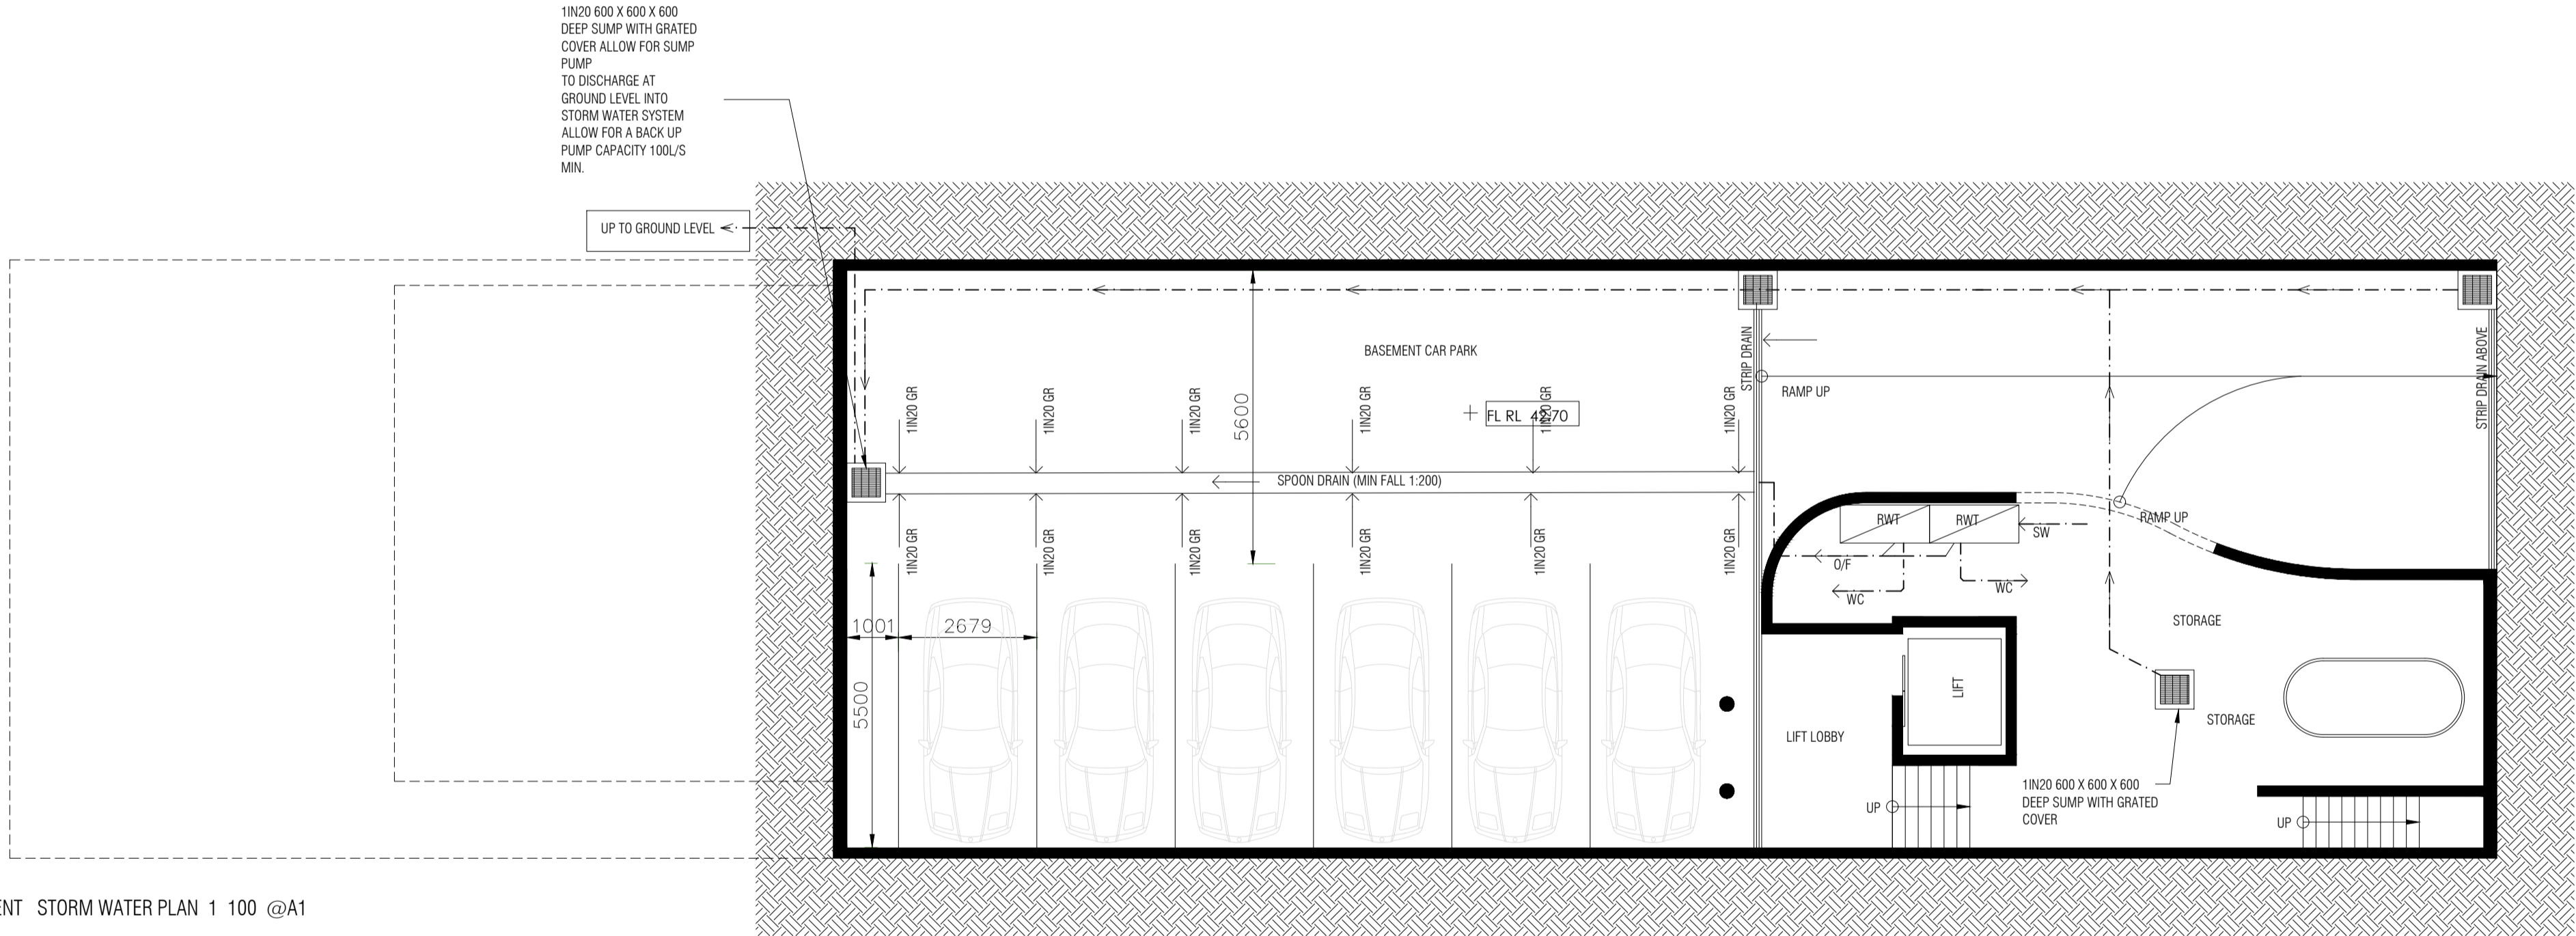 1IN20 600 X 600 X 600
DEEP SUMP WITH GRATED
COVER ALLOW FOR SUMP
PUMP
TO DISCHARGE AT
GROUND LEVEL INTO
STORM WATER SYSTEM
ALLOW FOR A BACK UP
PUMP CAPACITY 100L/S
MIN.
UP TO GROUND LEVEL
BASEMENT CAR PARK
STRIP DRAIN
STRIP DRAIN ABOVE
RAMP UP
1IN20 GR
1IN20 GR
1IN20 GR
1IN20 GR
1IN20 GR
1IN20 GR
5600
FL RL 42.70
SPOON DRAIN (MIN FALL 1:200)
RWT
RWT
SW
RAMP UP
1IN20 GR
1IN20 GR
1IN20 GR
1IN20 GR
1IN20 GR
1IN20 GR
O/F
WC
WC
1001
2679
5500
STORAGE
LIFT
STORAGE
LIFT LOBBY
1IN20 600 X 600 X 600
DEEP SUMP WITH GRATED
COVER
UP
UP
ENT STORM WATER PLAN 1 100 @A1